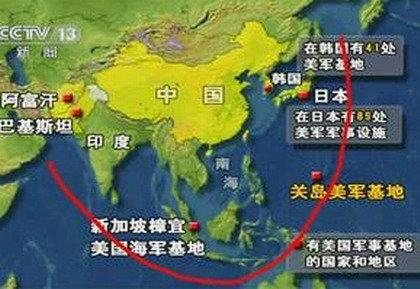 CCTV 13
新闻
在韩国有41处
美军基地
韩国
日本
阿富汗
中国
巴基斯坦
印度
在日本有85处
美军军事设施
南海
关岛美军基地
新加坡樟宜
美国海军基地
有美国军事基地
的国家和地区